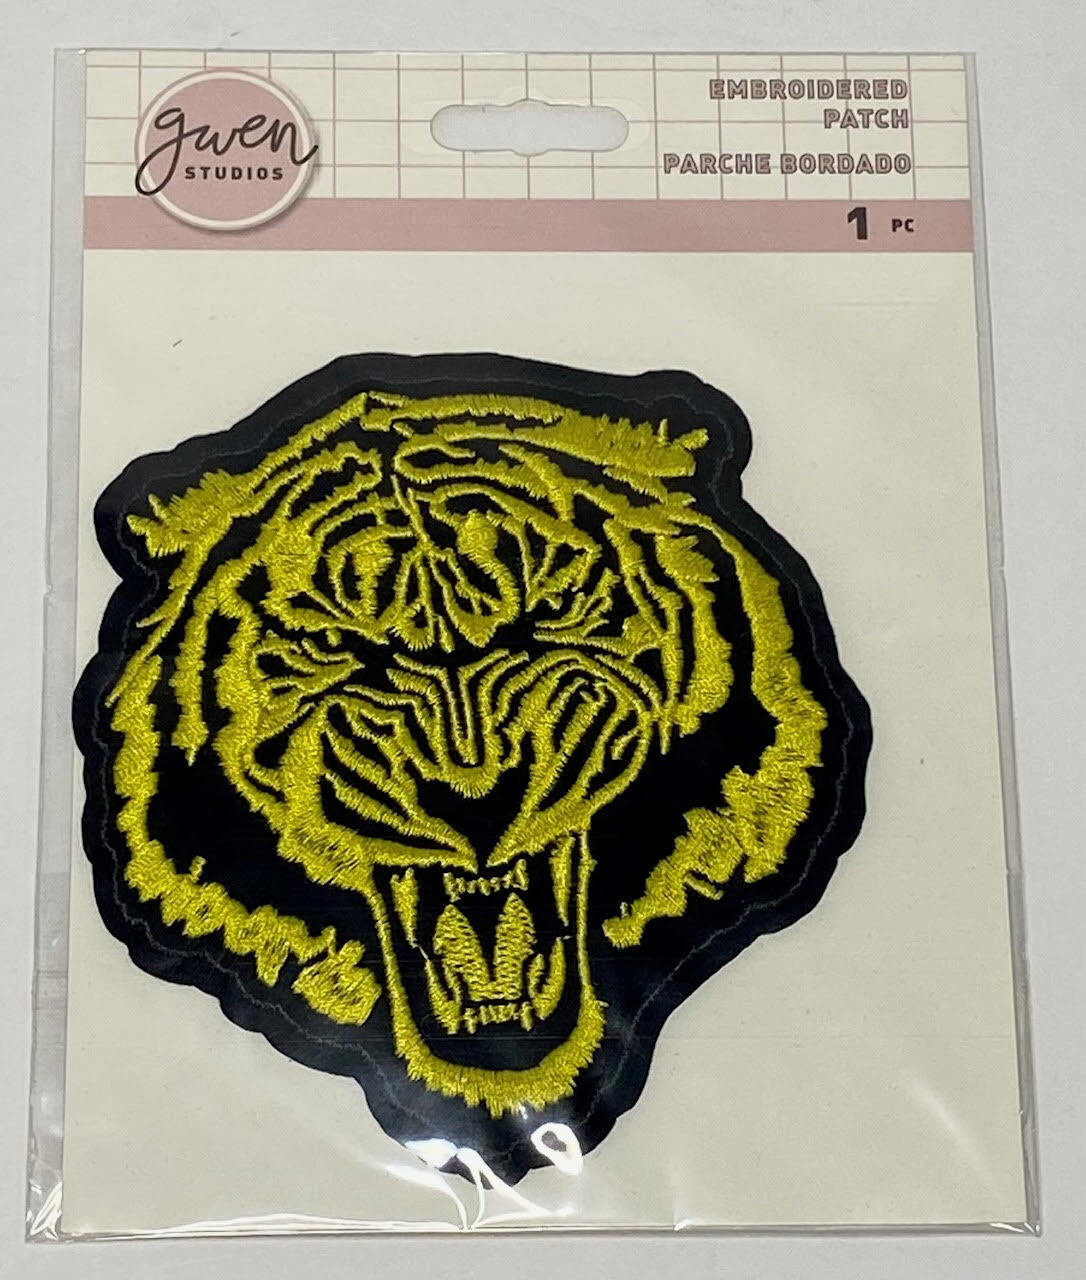 gwen
STUDIOS
EMBROIDERED
PATCH
PARCHE BORDADO
1 PC